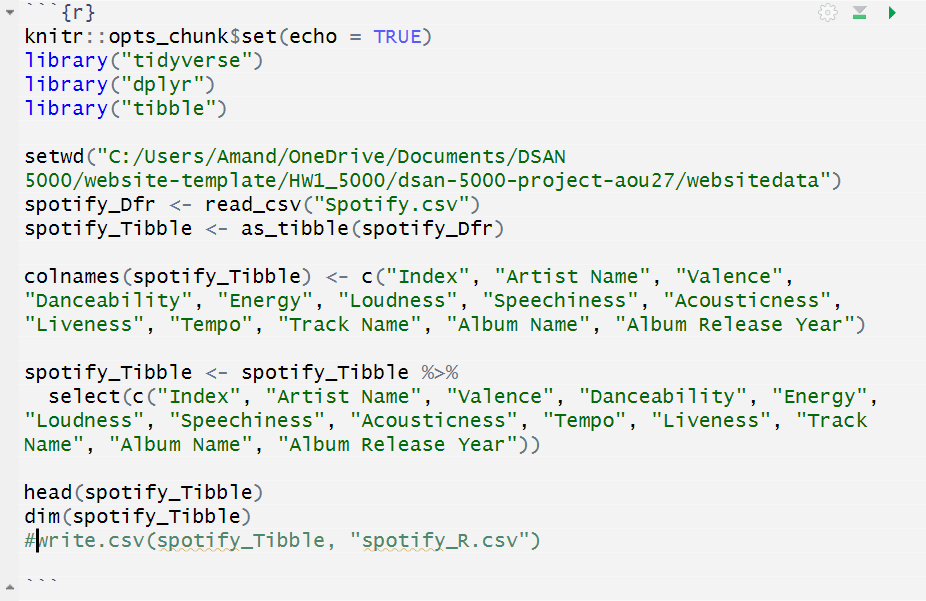 ```{r}
knitr::opts_chunk$set(echo = TRUE)
library("tidyverse")
library("dplyr")
library("tibble")
setwd("C:/Users/Amand/OneDrive/Documents/DSAN
5000/website-template/HW1_5000/dsan-5000-project-aou27/websitedata")
spotify_Dfr <- read_csv("Spotify.csv")
spotify_Tibble <- as_tibble(spotify_Dfr)
colnames(spotify_Tibble) <- c("Index", "Artist Name", "Valence",
"Danceability", "Energy", "Loudness", "Speechiness", "Acousticness",
"Liveness", "Tempo", "Track Name", "Album Name", "Album Release Year")
spotify_Tibble <- spotify_Tibble %>%
  select(c("Index", "Artist Name", "Valence", "Danceability", "Energy",
"Loudness", "Speechiness", "Acousticness", "Tempo", "Liveness", "Track
Name", "Album Name", "Album Release Year"))
head(spotify_Tibble)
dim(spotify_Tibble)
#write.csv(spotify_Tibble, "spotify_R.csv")
```